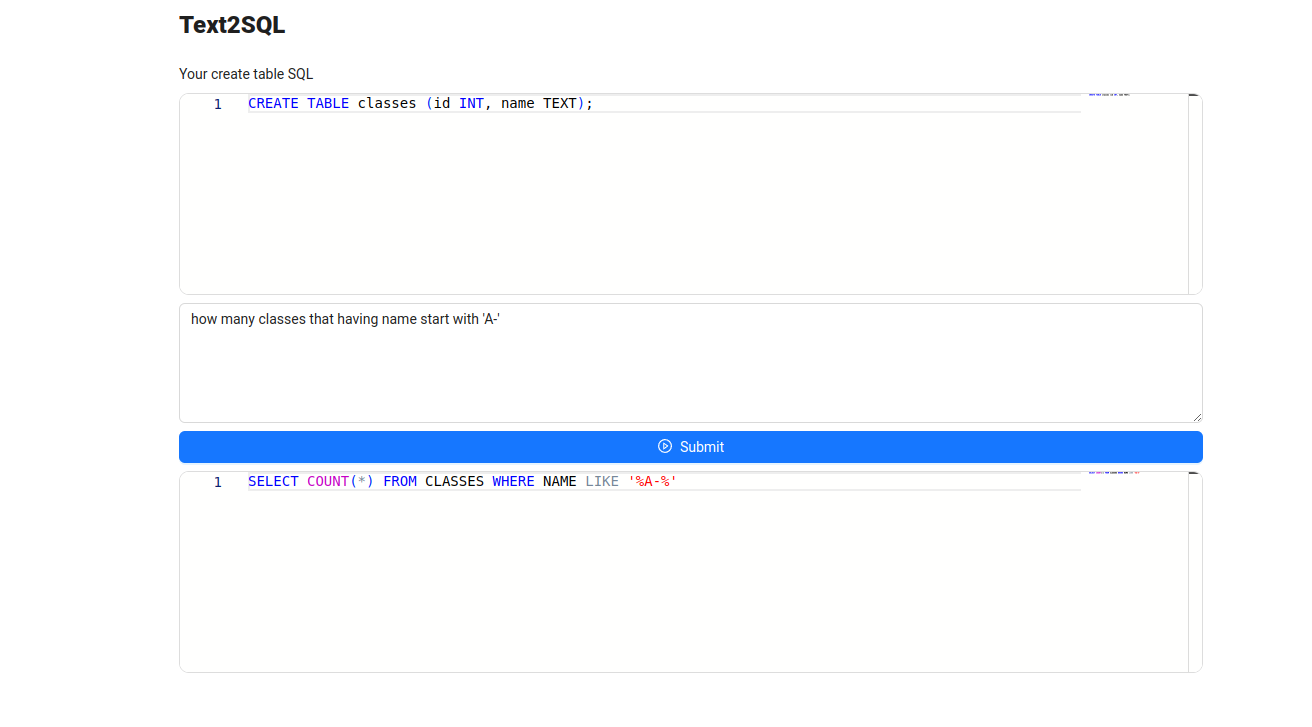 Text2SQL
Your create table SQL
1 CREATE TABLE classes (id INT, name TEXT);
how many classes that having name start with 'A-'
Submit
1 SELECT COUNT(*) FROM CLASSES WHERE NAME LIKE '%A-%'